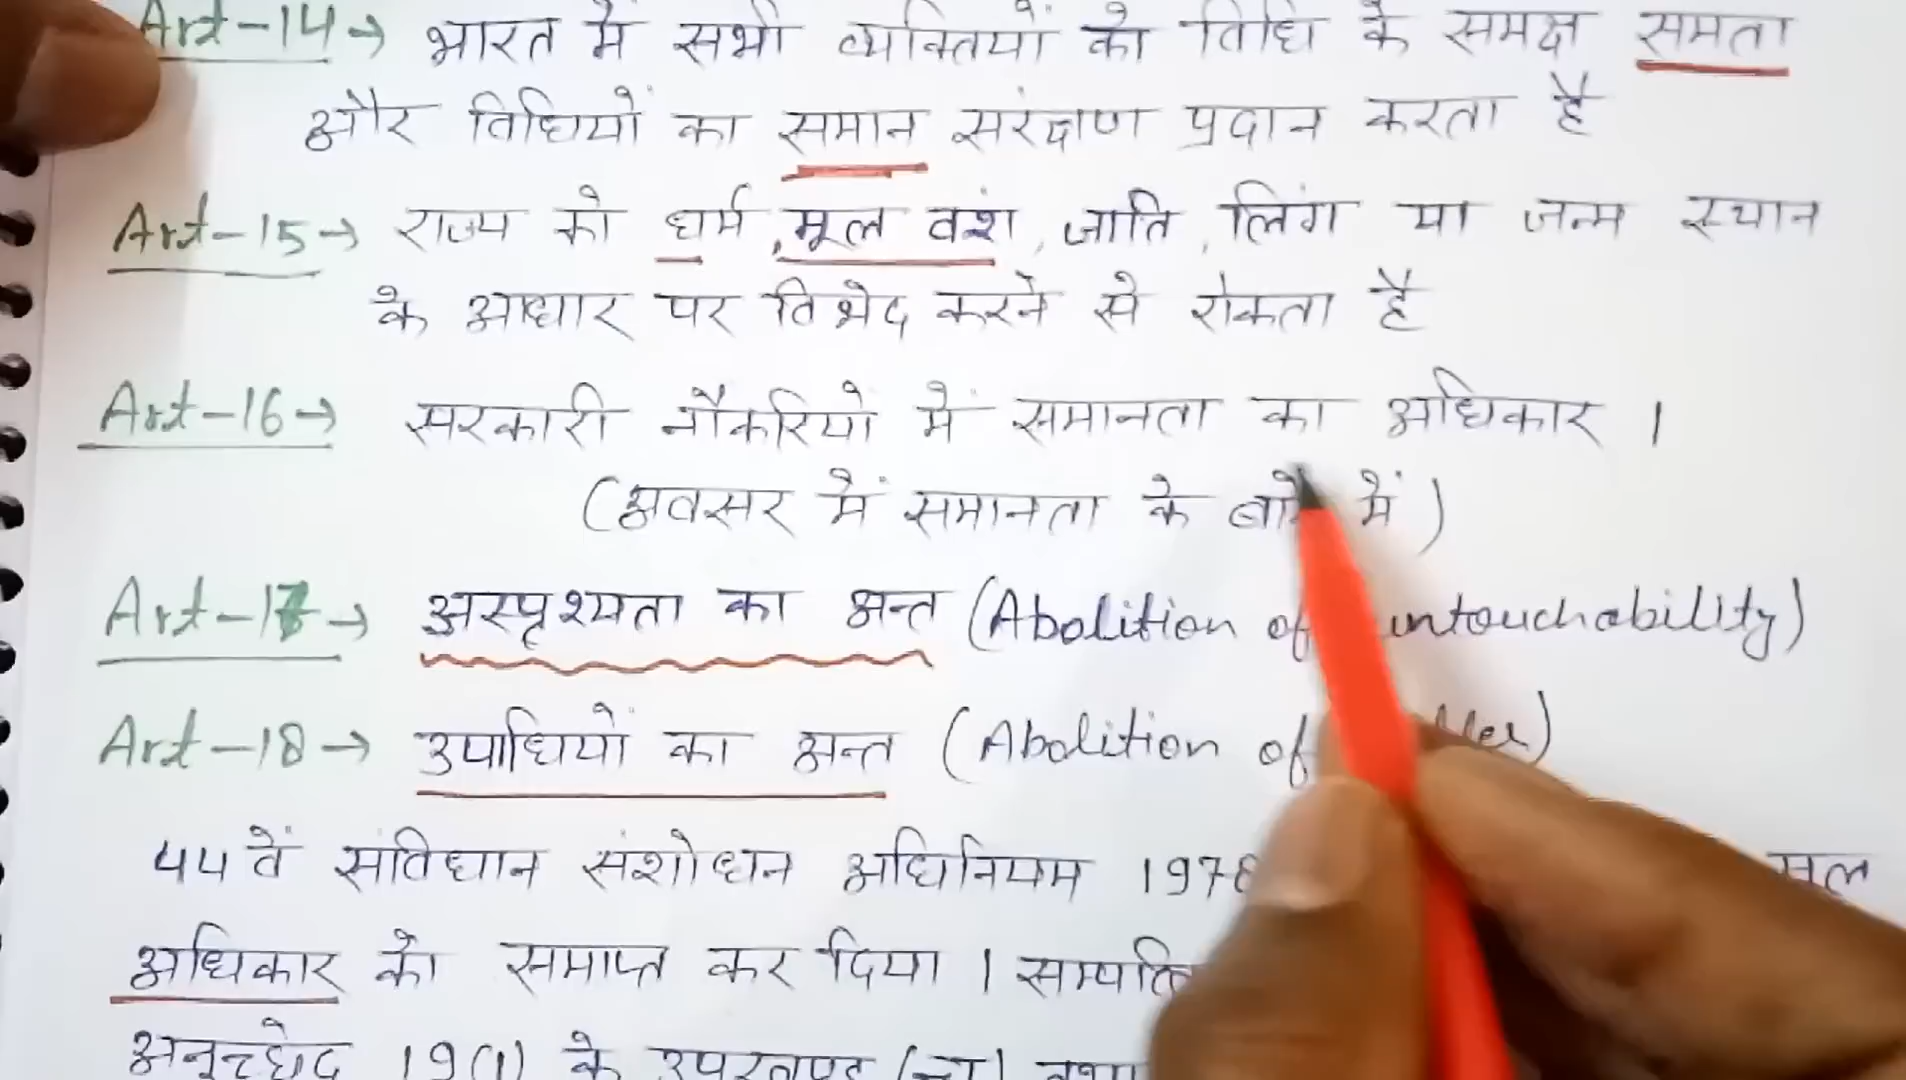 Art-14→ भारत में सभी व्यक्तियों को विधि के समक्ष समता
और विधियों का समान संरक्षण प्रदान करता है
Art-15→ राज्य को धर्म, मूल वंश, जाति, लिंग या जन्म स्थान
के आधार पर विभेद करने से रोकता है
Art-16→ सरकारी नौकरियों में समानता का अधिकार ।
(अवसर में समानता के बारे में)
Art-17→ अस्पृश्यता का अन्त (Abolition of untouchability)
Art-18→ उपाधियों का अन्त (Abolition of
44वें संविधान संशोधन अधिनियम 1978 मूल
अधिकार को समाप्त कर दिया । सम्पत्ति
अनुच्छेद 19(1) के उपखण्ड (च) तथा